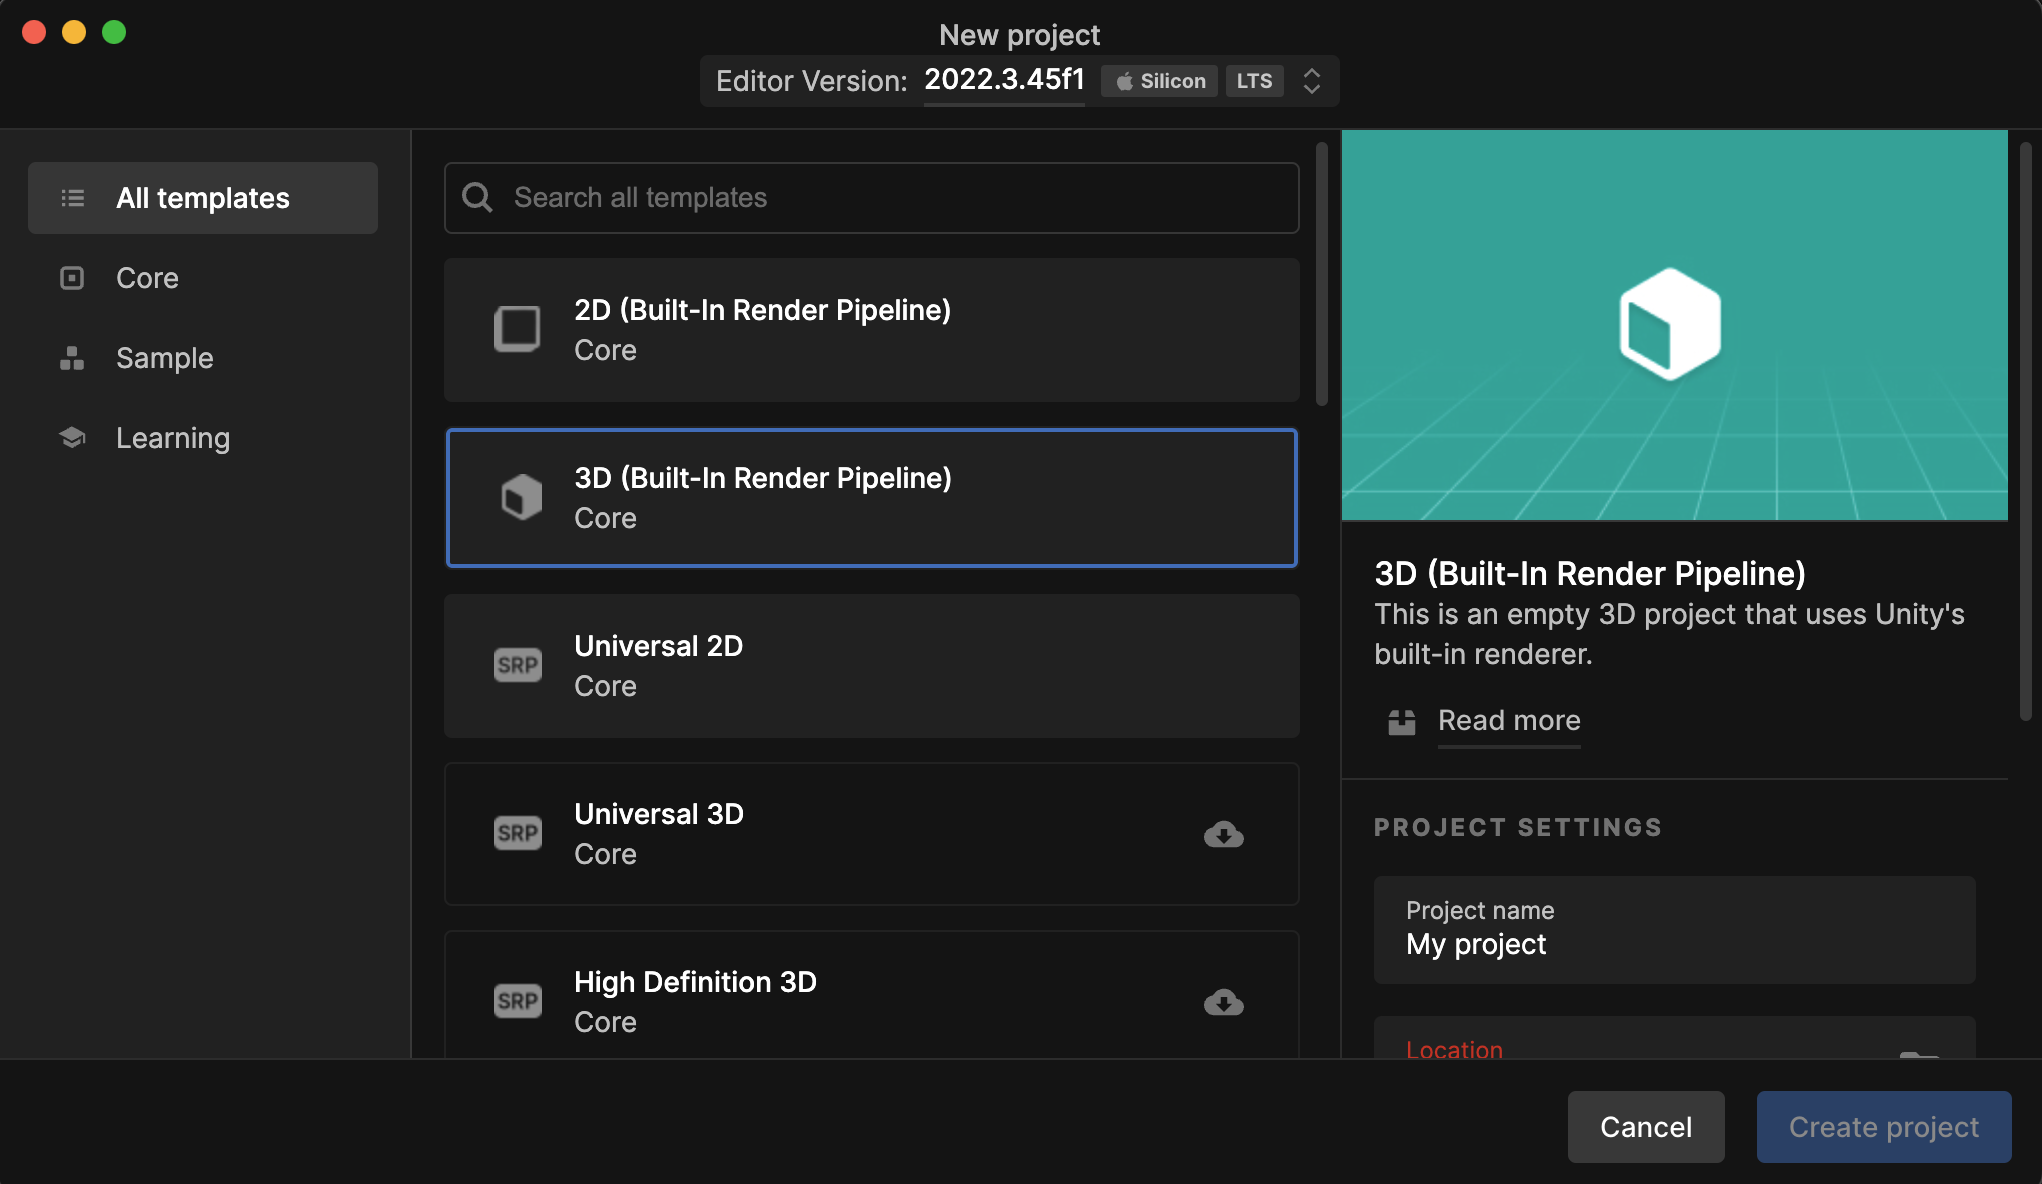 New project
Editor Version: 2022.3.45f1 Silicon LTS
All templates
Core
Sample
Learning
Search all templates
2D (Built-In Render Pipeline)
Core
3D (Built-In Render Pipeline)
Core
SRP
Universal 2D
Core
SRP
Universal 3D
Core
SRP
High Definition 3D
Core
3D (Built-In Render Pipeline)
This is an empty 3D project that uses Unity's
built-in renderer.
Read more
PROJECT SETTINGS
Project name
My project
Location
Cancel
Create project